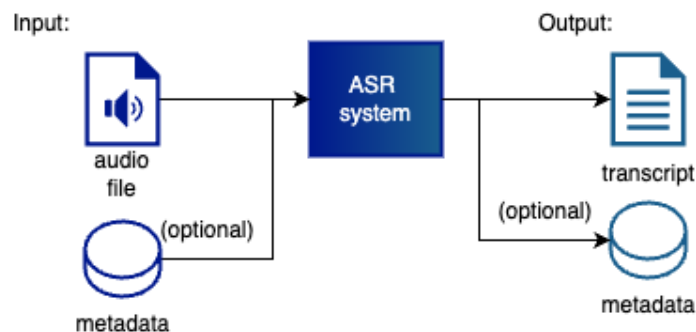 Input:
Output:
ASR
system
audio
file
transcript
(optional)
(optional)
metadata
metadata